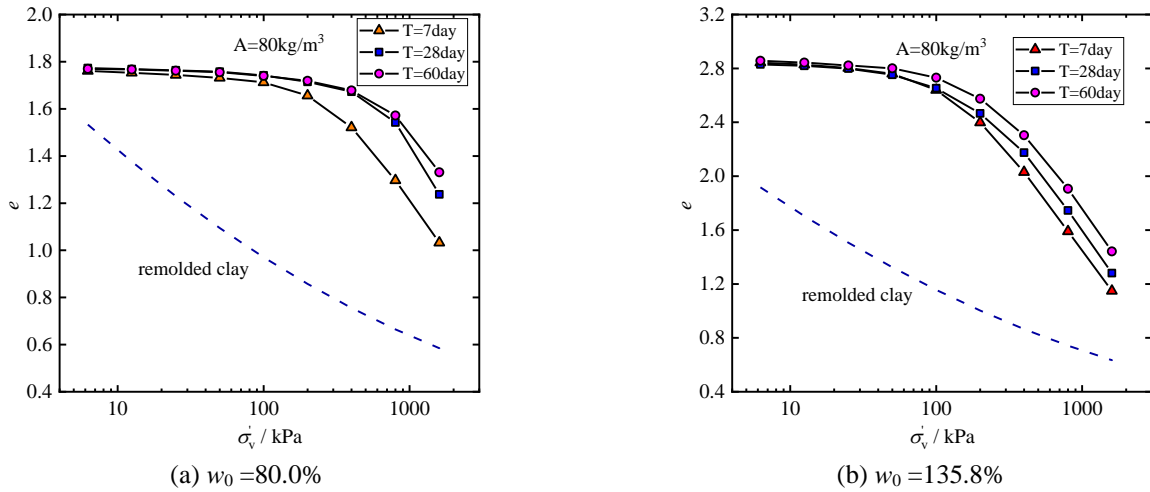 2.0
1.8
1.6
1.4
1.2
1.0
0.8
0.6
0.4
e
A=80kg/m³
T=7day
T=28day
T=60day
remolded clay
10
100
1000
σ'v / kPa
(a) w0 =80.0%
3.2
2.8
2.4
2.0
1.6
1.2
0.8
0.4
e
A=80kg/m³
T=7day
T=28day
T=60day
remolded clay
10
100
1000
σ'v / kPa
(b) w0 =135.8%